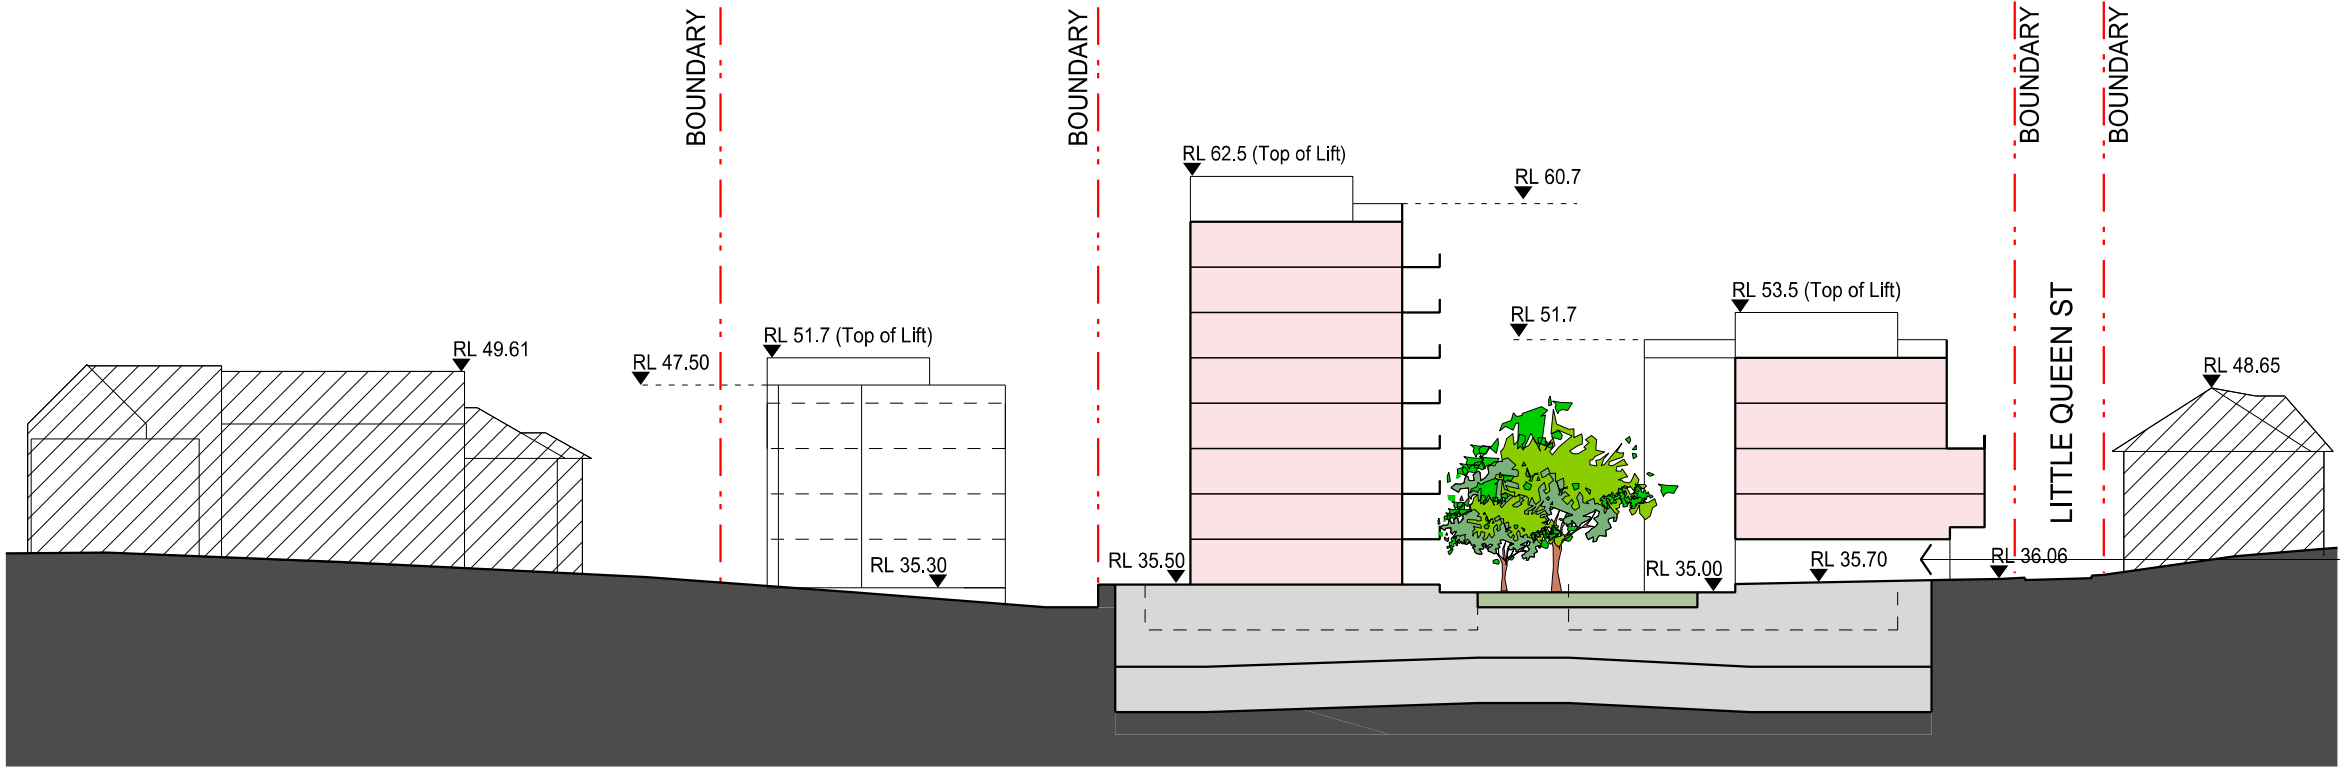 BOUNDARY
BOUNDARY
BOUNDARY
BOUNDARY
RL 62.5 (Top of Lift)
RL 60.7
RL 53.5 (Top of Lift)
RL 51.7
RL 51.7 (Top of Lift)
RL 49.61
RL 47.50
RL 48.65
LITTLE QUEEN ST
RL 35.30
RL 35.50
RL 35.00
RL 35.70
RL 36.06